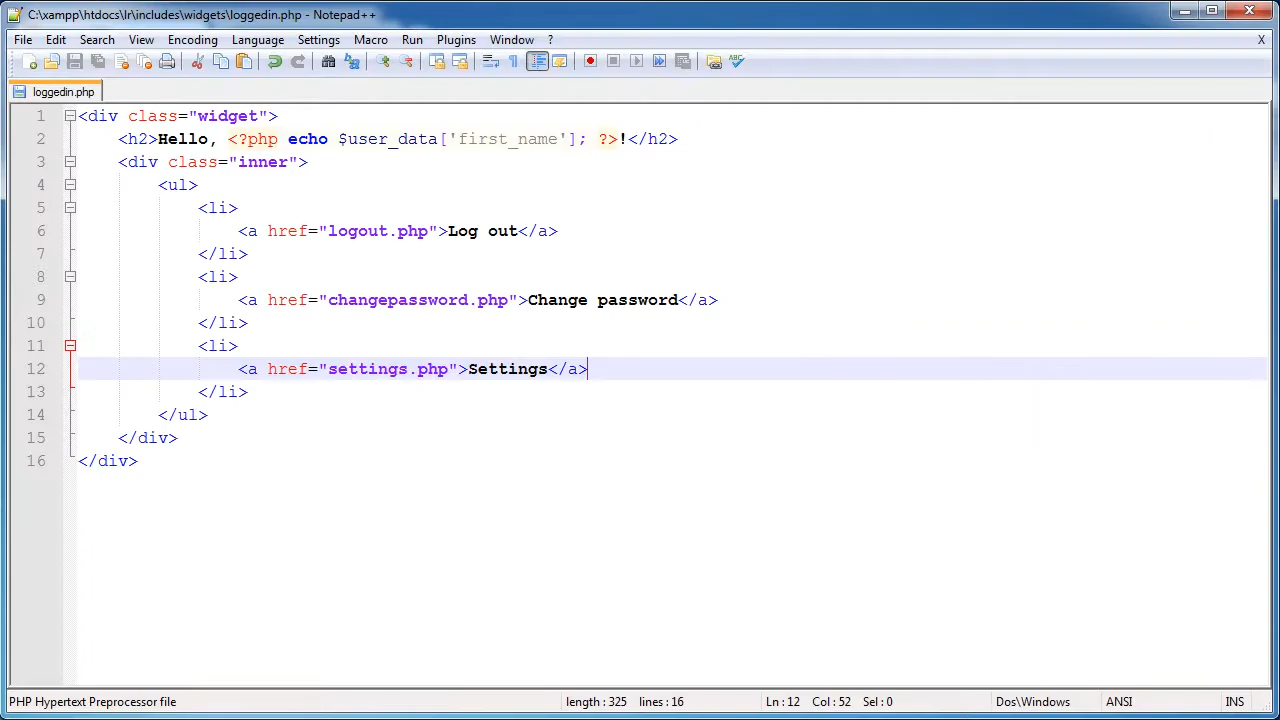 C:\xampp\htdocs\lr\includes\widgets\loggedin.php - Notepad++
File Edit Search View Encoding Language Settings Macro Run Plugins Window ? X
loggedin.php
1 <div class="widget">
2 <h2>Hello, <?php echo $user_data['first_name']; ?>!</h2>
3 <div class="inner">
4 <ul>
5 <li>
6 <a href="logout.php">Log out</a>
7 </li>
8 <li>
9 <a href="changepassword.php">Change password</a>
10 </li>
11 <li>
12 <a href="settings.php">Settings</a>
13 </li>
14 </ul>
15 </div>
16 </div>
PHP Hypertext Preprocessor file length : 325 lines : 16 Ln : 12 Col : 52 Sel : 0 Dos\Windows ANSI INS